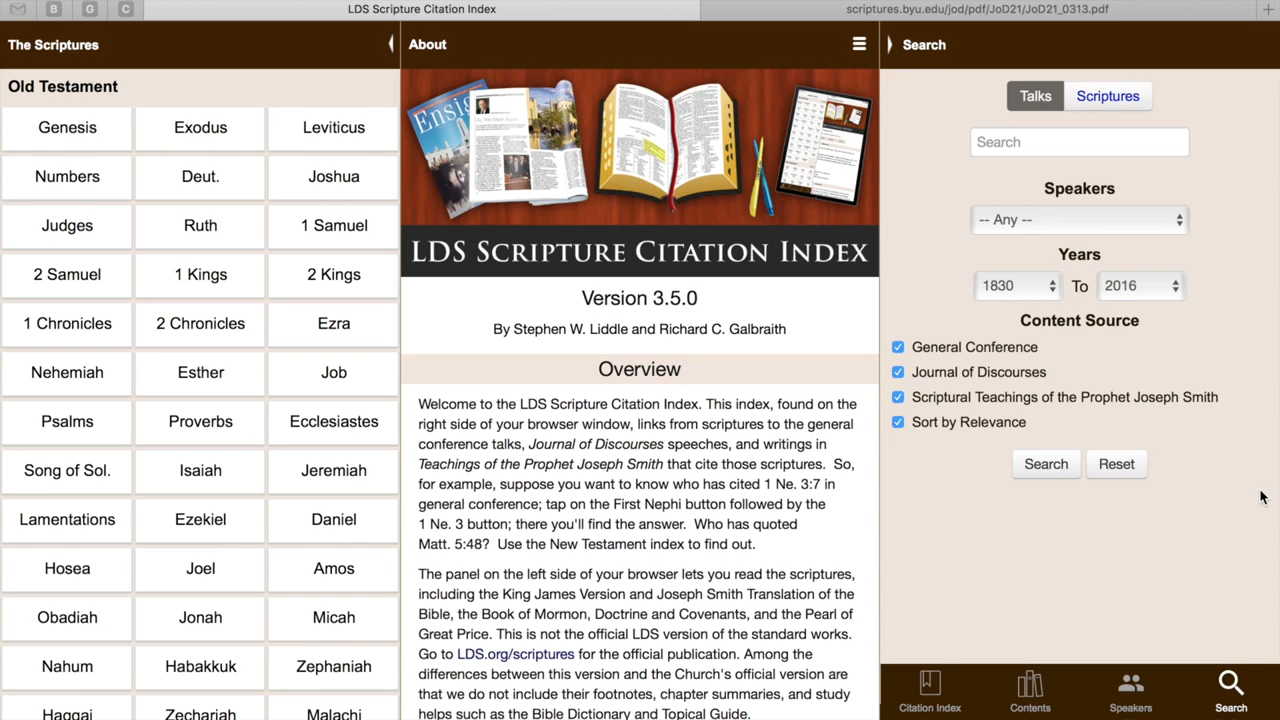 B G C LDS Scripture Citation Index scriptures.byu.edu/jod/pdf/JoD21/JoD21_0313.pdf
The Scriptures
Old Testament
Genesis Exodus Leviticus
Numbers Deut. Joshua
Judges Ruth 1 Samuel
2 Samuel 1 Kings 2 Kings
1 Chronicles 2 Chronicles Ezra
Nehemiah Esther Job
Psalms Proverbs Ecclesiastes
Song of Sol. Isaiah Jeremiah
Lamentations Ezekiel Daniel
Hosea Joel Amos
Obadiah Jonah Micah
Nahum Habakkuk Zephaniah
Haggai Zechariah Malachi
About
Ensign
LDS SCRIPTURE CITATION INDEX
Version 3.5.0
By Stephen W. Liddle and Richard C. Galbraith
Overview
Welcome to the LDS Scripture Citation Index. This index, found on the
right side of your browser window, links from scriptures to the general
conference talks, Journal of Discourses speeches, and writings in
Teachings of the Prophet Joseph Smith that cite those scriptures. So,
for example, suppose you want to know who has cited 1 Ne. 3:7 in
general conference; tap on the First Nephi button followed by the
1 Ne. 3 button; there you'll find the answer. Who has quoted
Matt. 5:48? Use the New Testament index to find out.
The panel on the left side of your browser lets you read the scriptures,
including the King James Version and Joseph Smith Translation of the
Bible, the Book of Mormon, Doctrine and Covenants, and the Pearl of
Great Price. This is not the official LDS version of the standard works.
Go to LDS.org/scriptures for the official publication. Among the
differences between this version and the Church's official version are
that we do not include their footnotes, chapter summaries, and study
helps such as the Bible Dictionary and Topical Guide.
Search
Talks Scriptures
Search
Speakers
-- Any --
Years
1830 To 2016
Content Source
General Conference
Journal of Discourses
Scriptural Teachings of the Prophet Joseph Smith
Sort by Relevance
Search Reset
Citation Index Contents Speakers Search